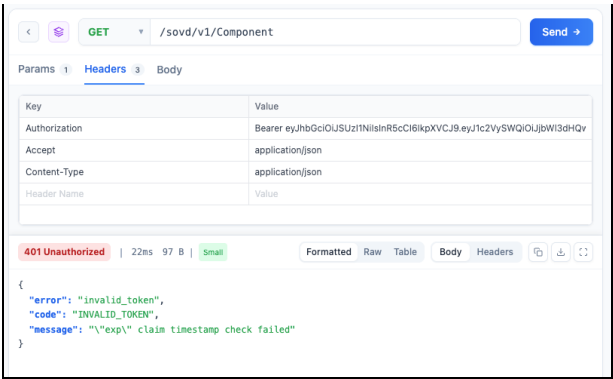 GET /sovd/v1/Component Send →
Params 1 Headers 3 Body
Key Value
Authorization Bearer eyJhbGciOiJSUzI1NiIsInR5cCI6IkpXVCJ9.eyJ1c2VySWQiOiJjbWl3dHQw
Accept application/json
Content-Type application/json
Header Name Value
401 Unauthorized | 22ms 97 B | Small Formatted Raw Table Body Headers
{
"error": "invalid_token",
"code": "INVALID_TOKEN",
"message": "\"exp\" claim timestamp check failed"
}